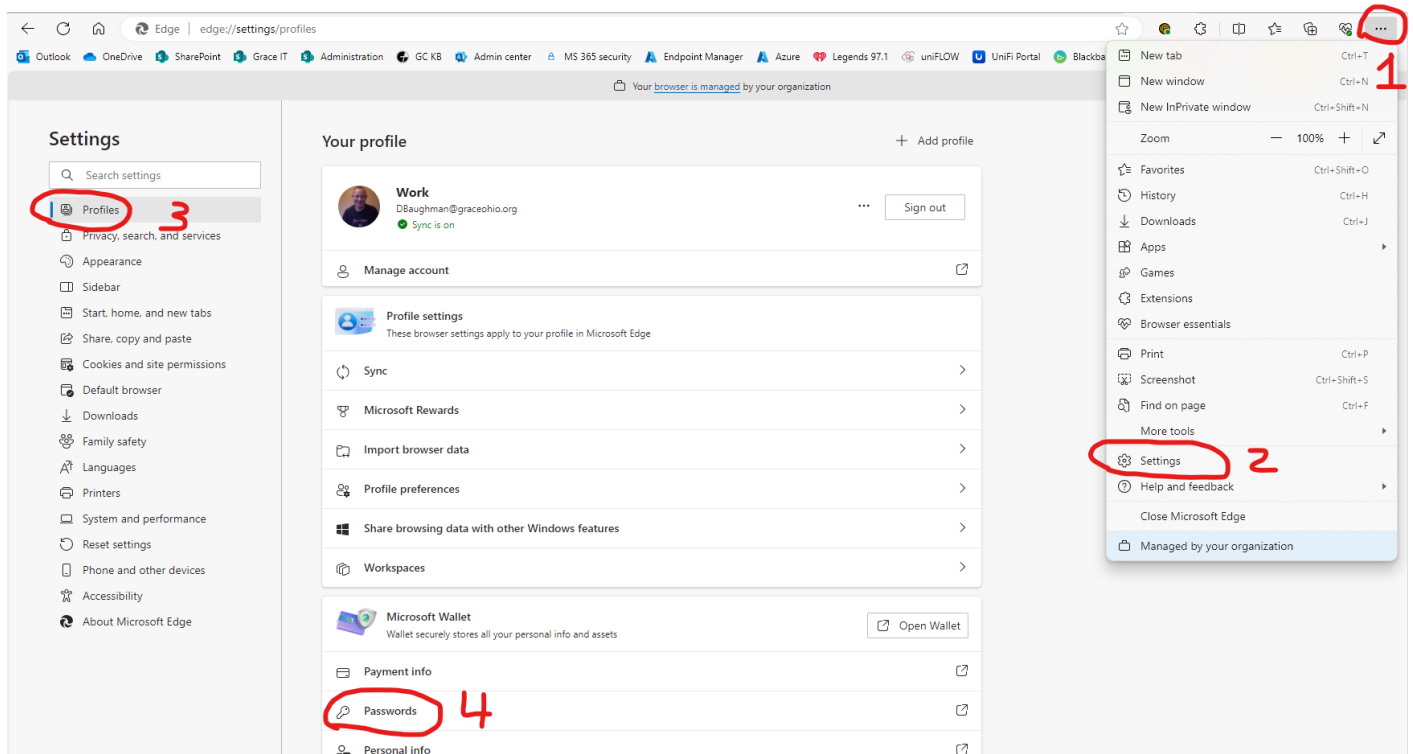 Edge | edge://settings/profiles
Outlook OneDrive SharePoint Grace IT Administration GC KB Admin center MS 365 security Endpoint Manager Azure Legends 97.1 uniFLOW UniFi Portal Blackba
Your browser is managed by your organization
1
New tab Ctrl+T
New window Ctrl+N
New InPrivate window Ctrl+Shift+N
Zoom — 100% +
Favorites Ctrl+Shift+O
History Ctrl+H
Downloads Ctrl+J
Apps
Games
Extensions
Browser essentials
Print Ctrl+P
Screenshot Ctrl+Shift+S
Find on page Ctrl+F
More tools
Settings 2
Help and feedback
Close Microsoft Edge
Managed by your organization
Settings
Search settings
Profiles 3
Privacy, search, and services
Appearance
Sidebar
Start, home, and new tabs
Share, copy and paste
Cookies and site permissions
Default browser
Downloads
Family safety
Languages
Printers
System and performance
Reset settings
Phone and other devices
Accessibility
About Microsoft Edge
Your profile + Add profile
Work
DBaughman@graceohio.org
Sync is on
... Sign out
Manage account
Profile settings
These browser settings apply to your profile in Microsoft Edge
Sync
Microsoft Rewards
Import browser data
Profile preferences
Share browsing data with other Windows features
Workspaces
Microsoft Wallet
Wallet securely stores all your personal info and assets
Open Wallet
Payment info
Passwords 4
Personal info